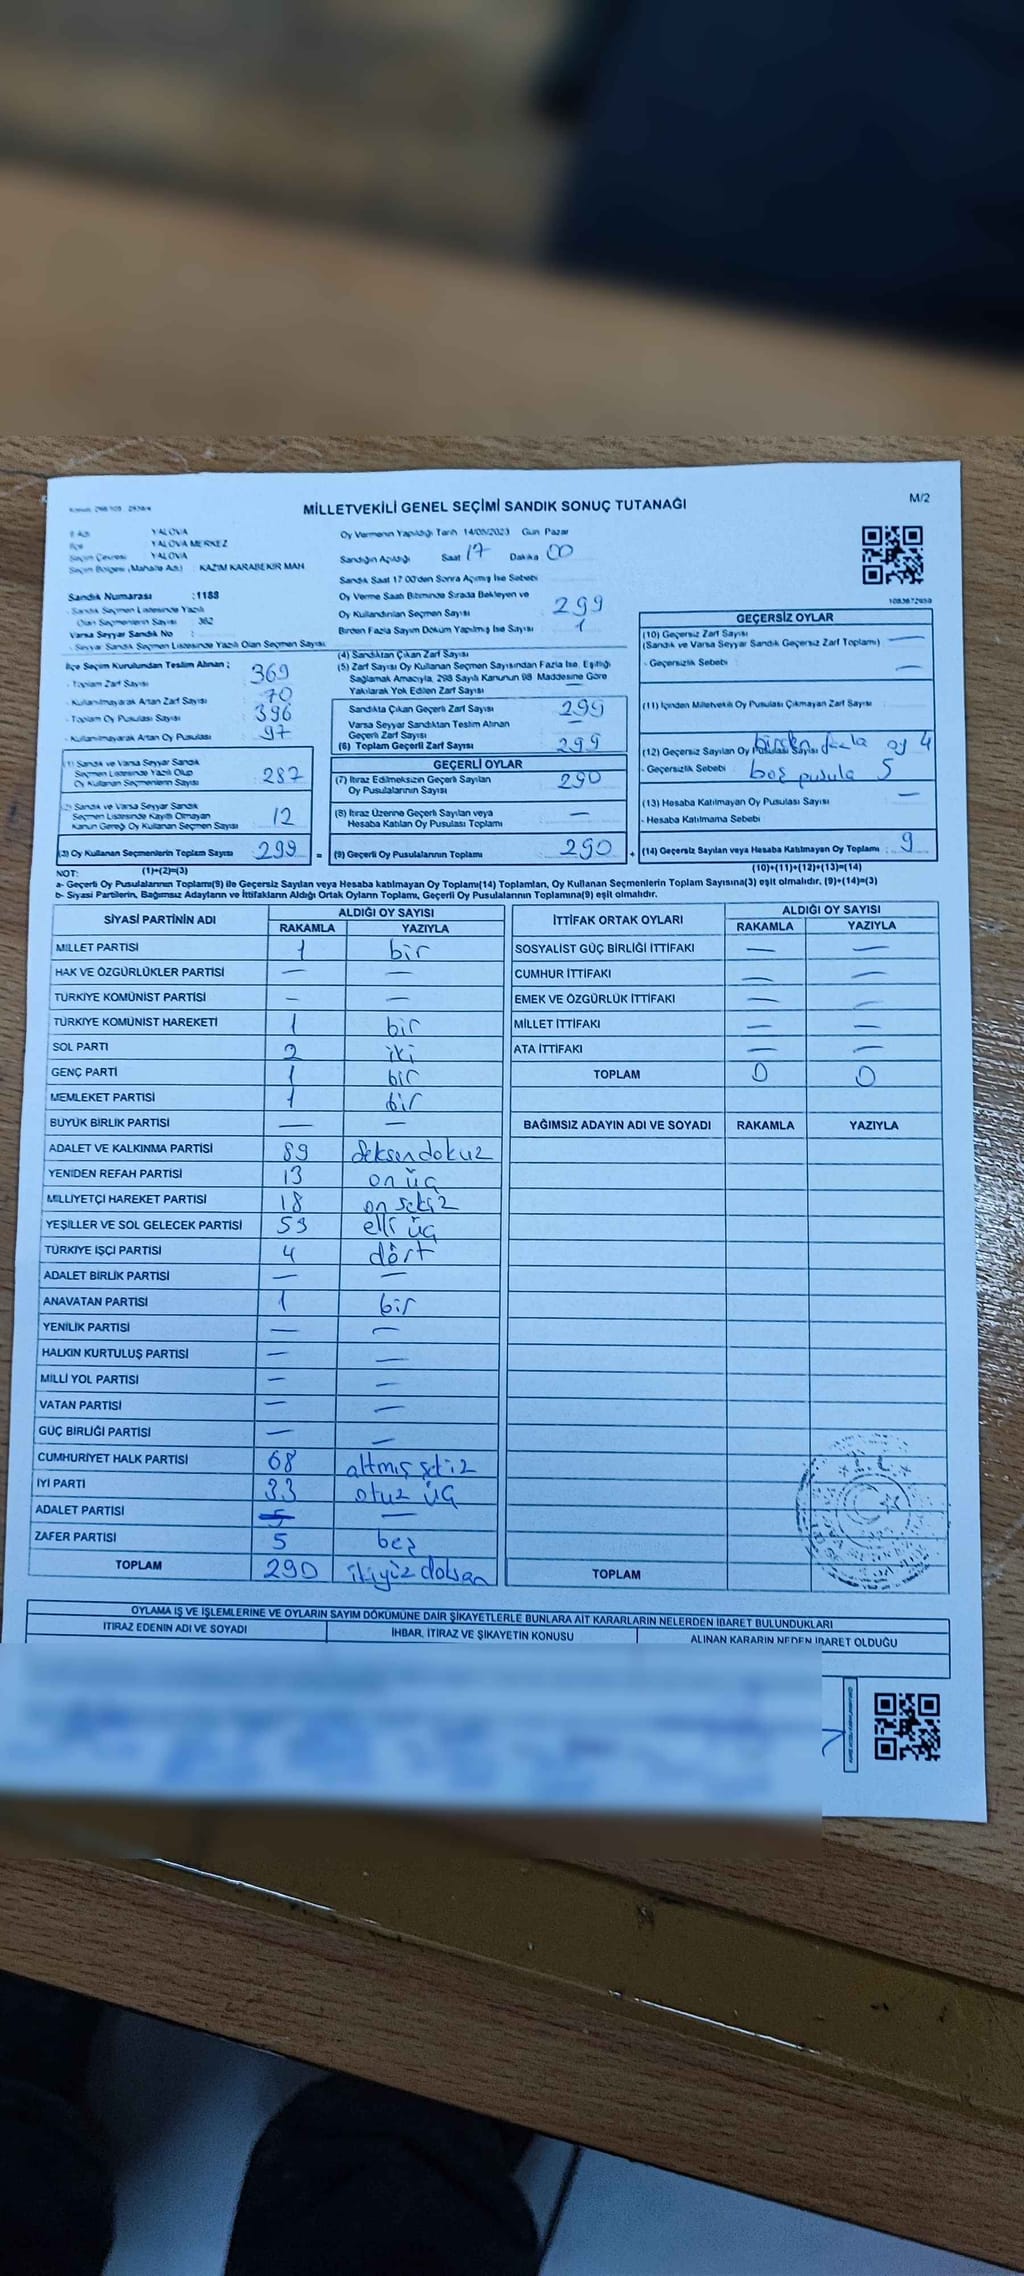 MİLLETVEKİLİ GENEL SEÇİMİ SANDIK SONUÇ TUTANAĞI
M/2
İl Adı YALOVA
İlçe YALOVA MERKEZ
Seçim Çevresi YALOVA
Seçim Bölgesi (Mahalle Adı) : KAZIM KARABEKİR MAH
Sandık Numarası :1188
- Sandık Seçmen Listesinde Yazılı
Olan Seçmenlerin Sayısı 362
Varsa Seyyar Sandık No :
- Seyyar Sandık Seçmen Listesinde Yazılı Olan Seçmen Sayısı
Oy Vermenin Yapıldığı Tarih 14/05/2023 Gün Pazar
Sandığın Açıldığı Saat 17 Dakika 00
Sandık Saat 17 00'den Sonra Açılmış İse Sebebi
Oy Verme Saati Bitiminde Sırada Bekleyen ve
Oy Kullandırılan Seçmen Sayısı 299
Birden Fazla Sayım Döküm Yapılmış İse Sayısı 1
İlçe Seçim Kurulundan Teslim Alınan ;
- Toplam Zarf Sayısı 369
- Kullanılmayarak Artan Zarf Sayısı 70
- Toplam Oy Pusulası Sayısı 396
- Kullanılmayarak Artan Oy Pusulası 97
(1) Sandık ve Varsa Seyyar Sandık
Seçmen Listesinde Yazılı Olup
Oy Kullanan Seçmen Sayısı 287
(2) Sandık ve Varsa Seyyar Sandık
Seçmen Listesinde Kayıtlı Olmayan
Kanun Gereği Oy Kullanan Seçmen Sayısı 12
(3) Oy Kullanan Seçmenlerin Toplam Sayısı 299 =
(4) Sandıktan Çıkan Zarf Sayısı
(5) Zarf Sayısı Oy Kullanan Seçmen Sayısından Fazla İse, Eşitliği
Sağlamak Amacıyla, 298 Sayılı Kanunun 98 Maddesine Göre
Yakılarak Yok Edilen Zarf Sayısı —
Sandıkta Çıkan Geçerli Zarf Sayısı 299
Varsa Seyyar Sandıktan Teslim Alınan
Geçerli Zarf Sayısı —
(6) Toplam Geçerli Zarf Sayısı 299
GEÇERLİ OYLAR
(7) İtiraz Edilmeksizin Geçerli Sayılan
Oy Pusulalarının Sayısı 290
(8) İtiraz Üzerine Geçerli Sayılan veya
Hesaba Katılan Oy Pusulası Toplamı —
(9) Geçerli Oy Pusulalarının Toplamı 290 +
1083672959
GEÇERSİZ OYLAR
(10) Geçersiz Zarf Sayısı —
(Sandık ve Varsa Seyyar Sandık Geçersiz Zarf Toplamı)
- Geçersizlik Sebebi —
(11) İçinden Milletvekili Oy Pusulası Çıkmayan Zarf Sayısı
(12) Geçersiz Sayılan Oy Pusulası Sayısı birden fazla oy 4
- Geçersizlik Sebebi boş pusula 5
(13) Hesaba Katılmayan Oy Pusulası Sayısı —
- Hesaba Katılmama Sebebi
(14) Geçersiz Sayılan veya Hesaba Katılmayan Oy Toplamı : 9
NOT: (1)+(2)=(3) (10)+(11)+(12)+(13)=(14)
a- Geçerli Oy Pusulalarının Toplamı(9) ile Geçersiz Sayılan veya Hesaba katılmayan Oy Toplamı(14) Toplamları, Oy Kullanan Seçmenlerin Toplam Sayısına(3) eşit olmalıdır. (9)+(14)=(3)
b- Siyasi Partilerin, Bağımsız Adayların ve İttifakların Aldığı Ortak Oyların Toplamı, Geçerli Oy Pusulalarının Toplamına(9) eşit olmalıdır.
SİYASİ PARTİNİN ADI ALDIĞI OY SAYISI
RAKAMLA YAZIYLA
MİLLET PARTİSİ 1 bir
HAK VE ÖZGÜRLÜKLER PARTİSİ — —
TÜRKİYE KOMÜNİST PARTİSİ — —
TÜRKİYE KOMÜNİST HAREKETİ 1 bir
SOL PARTİ 2 iki
GENÇ PARTİ 1 bir
MEMLEKET PARTİSİ 1 bir
BÜYÜK BİRLİK PARTİSİ — —
ADALET VE KALKINMA PARTİSİ 89 Seksendokuz
YENİDEN REFAH PARTİSİ 13 on üç
MİLLİYETÇİ HAREKET PARTİSİ 18 on sekiz
YEŞİLLER VE SOL GELECEK PARTİSİ 53 elli üç
TÜRKİYE İŞÇİ PARTİSİ 4 dört
ADALET BİRLİK PARTİSİ — —
ANAVATAN PARTİSİ 1 bir
YENİLİK PARTİSİ — —
HALKIN KURTULUŞ PARTİSİ — —
MİLLİ YOL PARTİSİ — —
VATAN PARTİSİ — —
GÜÇ BİRLİĞİ PARTİSİ — —
CUMHURİYET HALK PARTİSİ 68 altmış sekiz
İYİ PARTİ 33 otuz üç
ADALET PARTİSİ 5 —
ZAFER PARTİSİ 5 beş
TOPLAM 290 ikiyüz doksan
İTTİFAK ORTAK OYLARI ALDIĞI OY SAYISI
RAKAMLA YAZIYLA
SOSYALİST GÜÇ BİRLİĞİ İTTİFAKI — —
CUMHUR İTTİFAKI — —
EMEK VE ÖZGÜRLÜK İTTİFAKI — —
MİLLET İTTİFAKI — —
ATA İTTİFAKI — —
TOPLAM 0 0
BAĞIMSIZ ADAYIN ADI VE SOYADI RAKAMLA YAZIYLA
TOPLAM
OYLAMA İŞ VE İŞLEMLERİNE VE OYLARIN SAYIM DÖKÜMÜNE DAİR ŞİKAYETLERLE BUNLARA AİT KARARLARIN NELERDEN İBARET BULUNDUKLARI
İTİRAZ EDENİN ADI VE SOYADI İHBAR, İTİRAZ VE ŞİKAYETİN KONUSU ALINAN KARARIN NEDEN İBARET OLDUĞU